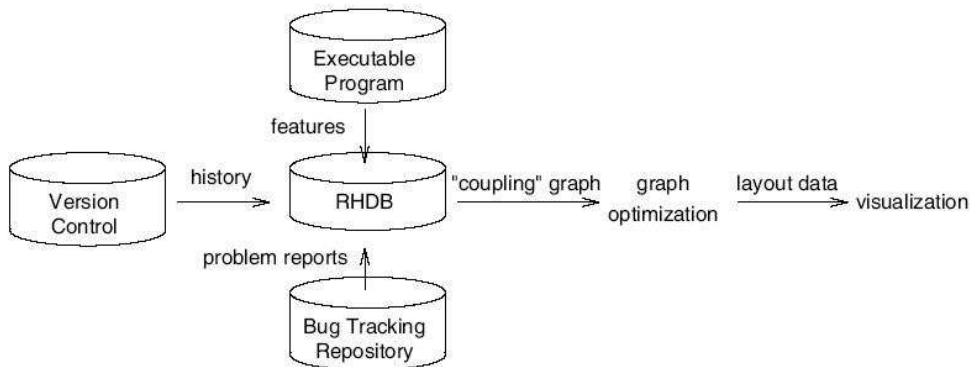 Executable
Program
features
Version
Control
history
RHDB
"coupling" graph
graph
optimization
layout data
visualization
problem reports
Bug Tracking
Repository